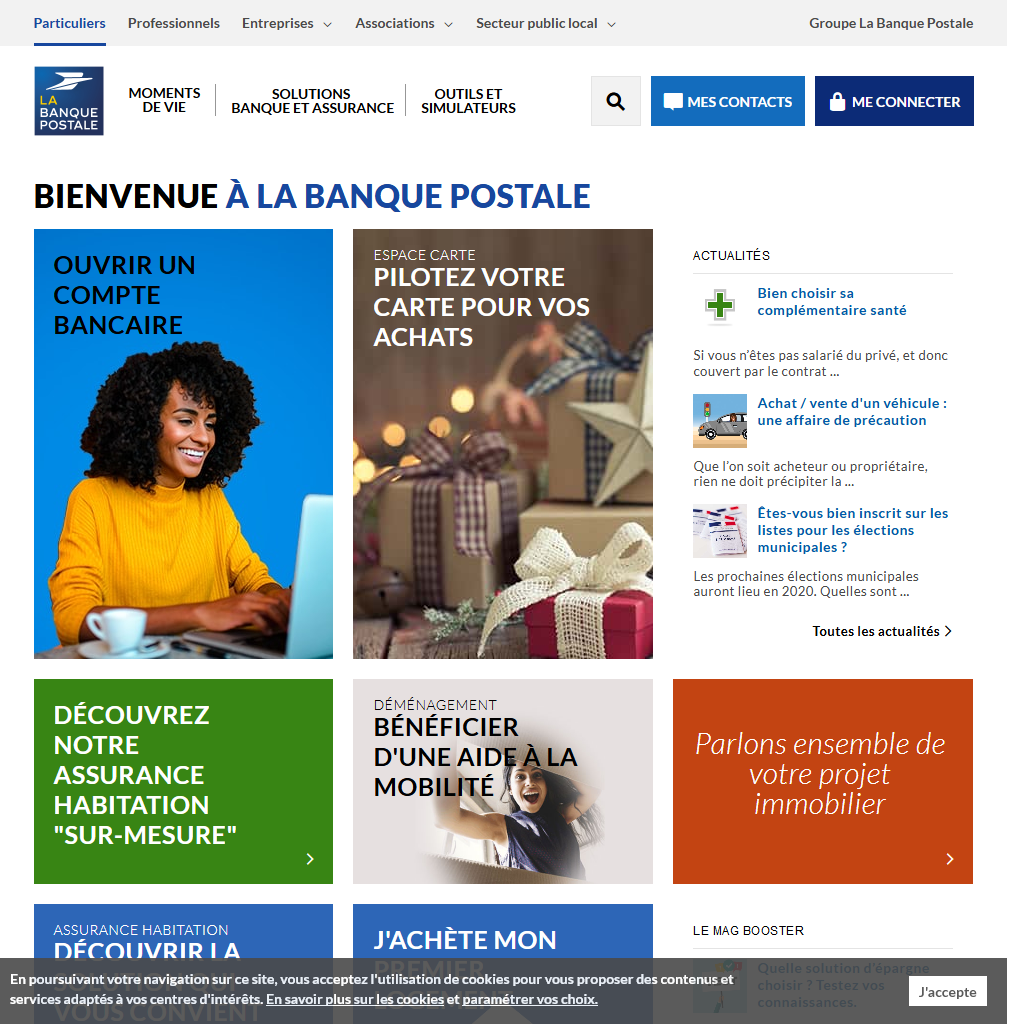 Particuliers Professionnels Entreprises Associations Secteur public local Groupe La Banque Postale
LA
BANQUE
POSTALE
MOMENTS
DE VIE
SOLUTIONS
BANQUE ET ASSURANCE
OUTILS ET
SIMULATEURS
MES CONTACTS
ME CONNECTER
BIENVENUE À LA BANQUE POSTALE
OUVRIR UN
COMPTE
BANCAIRE
ESPACE CARTE
PILOTEZ VOTRE
CARTE POUR VOS
ACHATS
ACTUALITÉS
Bien choisir sa
complémentaire santé
Si vous n'êtes pas salarié du privé, et donc
couvert par le contrat ...
Achat / vente d'un véhicule :
une affaire de précaution
Que l'on soit acheteur ou propriétaire,
rien ne doit précipiter la ...
Êtes-vous bien inscrit sur les
listes pour les élections
municipales ?
Les prochaines élections municipales
auront lieu en 2020. Quelles sont ...
Toutes les actualités
DÉCOUVREZ
NOTRE
ASSURANCE
HABITATION
"SUR-MESURE"
DÉMÉNAGEMENT
BÉNÉFICIER
D'UNE AIDE À LA
MOBILITÉ
Parlons ensemble de
votre projet
immobilier
ASSURANCE HABITATION
DÉCOUVRIR LA
SOLUTION QUI
VOUS CONVIENT
J'ACHÈTE MON
PREMIER
LOGEMENT
LE MAG BOOSTER
Quelle solution d'épargne
choisir ? Testez vos
connaissances.
En poursuivant votre navigation sur ce site, vous acceptez l'utilisation de cookies pour vous proposer des contenus et
services adaptés à vos centres d'intérêts. En savoir plus sur les cookies et paramétrer vos choix.
J'accepte